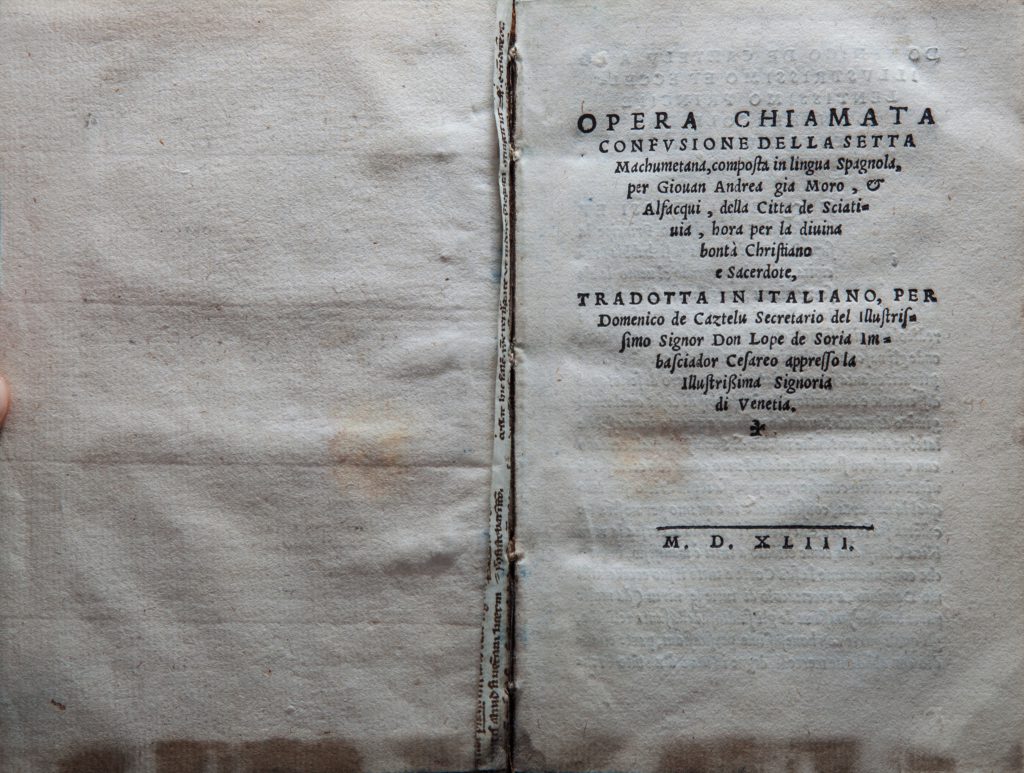 OPERA CHIAMATA
CONFVSIONE DELLA SETTA
Machumetana, composta in lingua Spagnola,
per Giouan Andrea gia Moro, &
Alfacqui, della Citta de Sciati=
uia, hora per la diuina
bontà Christiano
e Sacerdote,
TRADOTTA IN ITALIANO, PER
Domenico de Gaztelu Secretario del Illustris=
simo Signor Don Lope de Soria Im=
basciador Cesareo appresso la
Illustrißima Signoria
di Venetia.
M. D. XLIII.